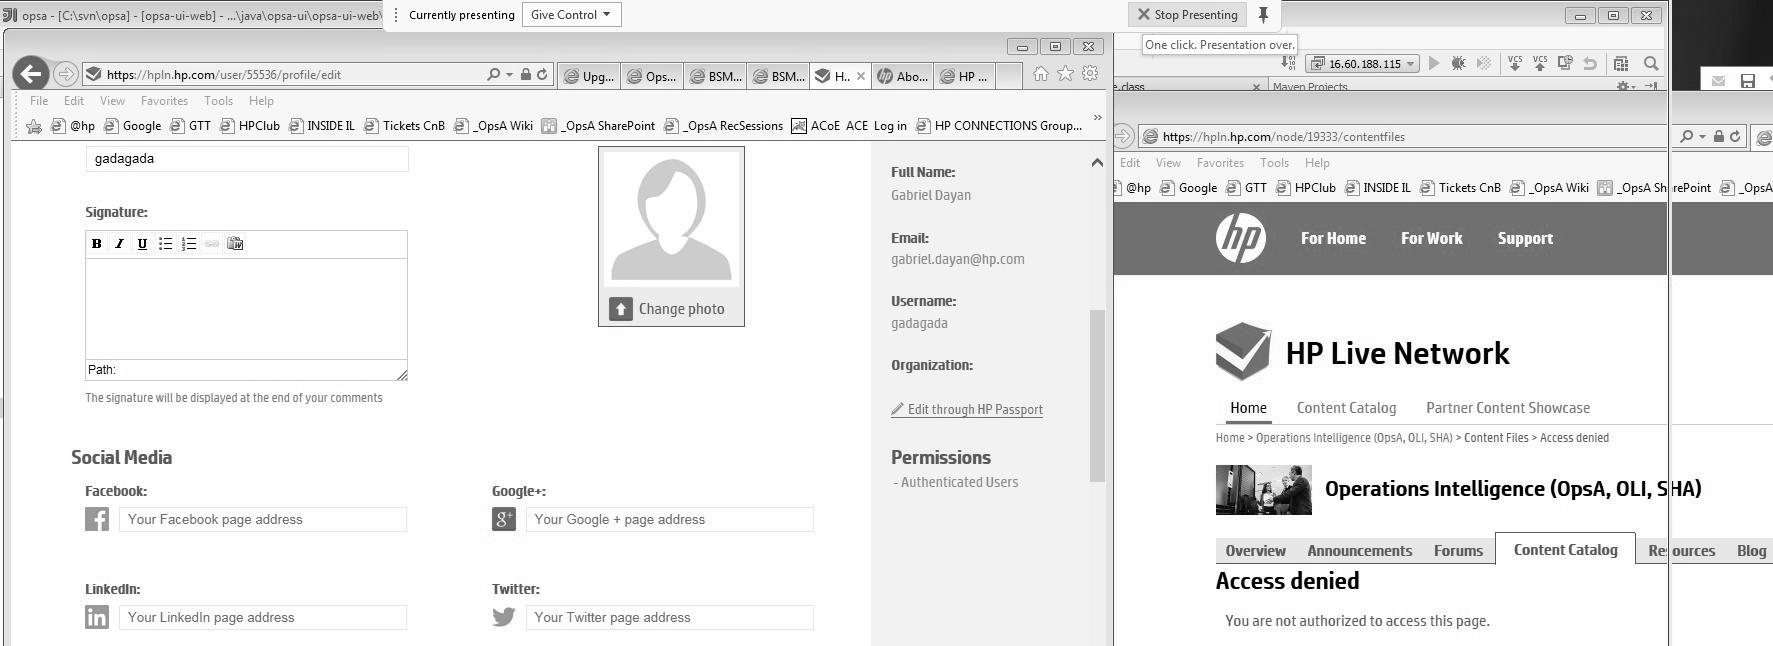 opsa - [C:\svn\opsa] - [opsa-ui-web] - ...\java\opsa-ui\opsa-ui-web\
Currently presenting
Give Control
Stop Presenting
One click. Presentation over.
https://hpln.hp.com/user/55536/profile/edit
Upg...
Ops...
BSM...
BSM...
H...
Abo...
HP ...
File Edit View Favorites Tools Help
@hp Google GTT HPClub INSIDE IL Tickets CnB _OpsA Wiki _OpsA SharePoint _OpsA RecSessions ACoE ACE Log in HP CONNECTIONS Group...
gadagada
Signature:
B I U
Path:
The signature will be displayed at the end of your comments
Change photo
Social Media
Facebook:
Your Facebook page address
Google+:
Your Google + page address
LinkedIn:
Your LinkedIn page address
Twitter:
Your Twitter page address
Full Name:
Gabriel Dayan
Email:
gabriel.dayan@hp.com
Username:
gadagada
Organization:
Edit through HP Passport
Permissions
- Authenticated Users
16.60.188.115
VCS VCS
e.class
Maven Projects
https://hpln.hp.com/node/19333/contentfiles
Edit View Favorites Tools Help
@hp Google GTT HPClub INSIDE IL Tickets CnB _OpsA Wiki _OpsA SharePoint _OpsA
hp
For Home For Work Support
HP Live Network
Home Content Catalog Partner Content Showcase
Home > Operations Intelligence (OpsA, OLI, SHA) > Content Files > Access denied
Operations Intelligence (OpsA, OLI, SHA)
Overview Announcements Forums Content Catalog Resources Blog
Access denied
You are not authorized to access this page.